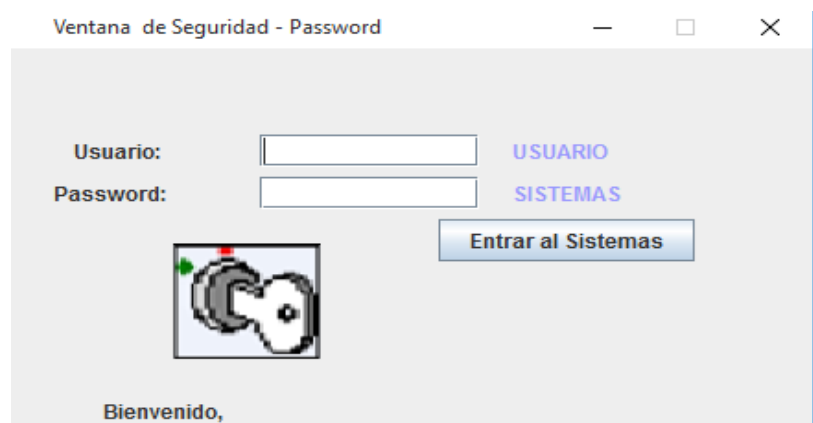 Ventana de Seguridad - Password
Usuario: USUARIO
Password: SISTEMAS
Entrar al Sistemas
Bienvenido,